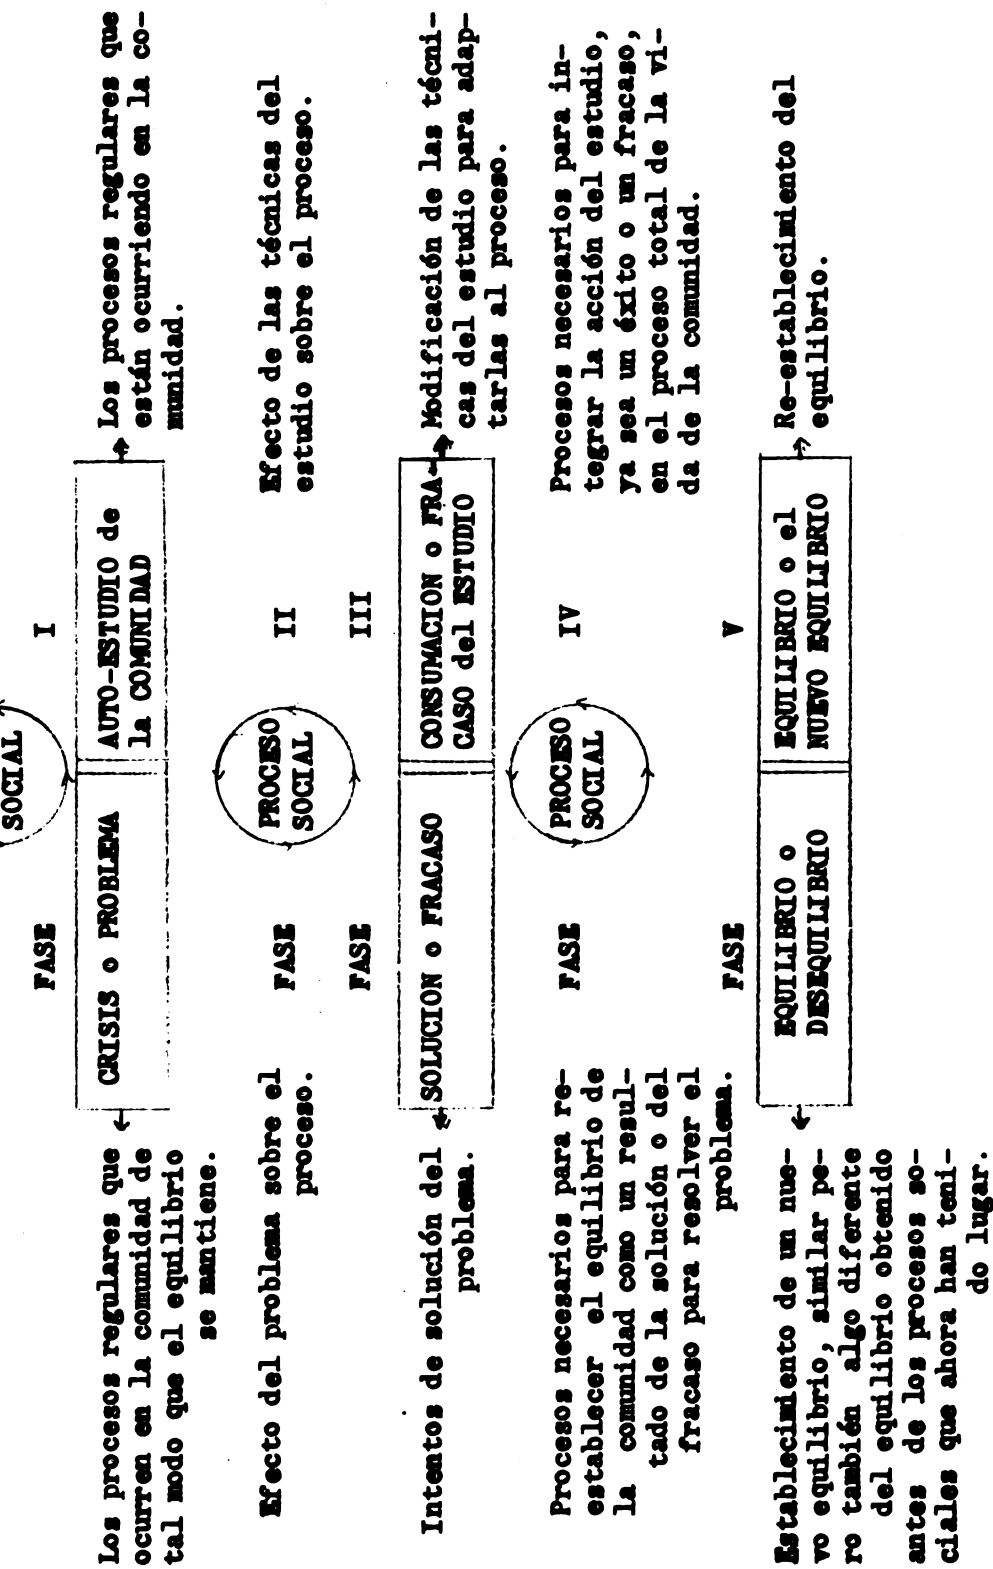 SOCIAL
FASE I
Los procesos regulares que
ocurren en la comunidad de
tal modo que el equilibrio
se mantiene.
CRISIS o PROBLEMA
AUTO-ESTUDIO de
la COMUNIDAD
Los procesos regulares que
están ocurriendo en la co-
munidad.
Efecto del problema sobre el
proceso.
FASE II
PROCESO
SOCIAL
Efecto de las técnicas del
estudio sobre el proceso.
FASE III
Intentos de solución del
problema.
SOLUCION o FRACASO
CONSUMACION o FRA-
CASO del ESTUDIO
Modificación de las técni-
cas del estudio para adap-
tarlas al proceso.
Procesos necesarios para re-
establecer el equilibrio de
la comunidad como un resul-
tado de la solución o del
fracaso para resolver el
problema.
FASE IV
PROCESO
SOCIAL
Procesos necesarios para in-
tegrar la acción del estudio,
ya sea un éxito o un fracaso,
en el proceso total de la vi-
da de la comunidad.
FASE V
Establecimiento de un nue-
vo equilibrio, similar pe-
ro también algo diferente
del equilibrio obtenido
antes de los procesos so-
ciales que ahora han teni-
do lugar.
EQUILIBRIO o
DESEQUILIBRIO
EQUILIBRIO o el
NUEVO EQUILIBRIO
Re-establecimiento del
equilibrio.